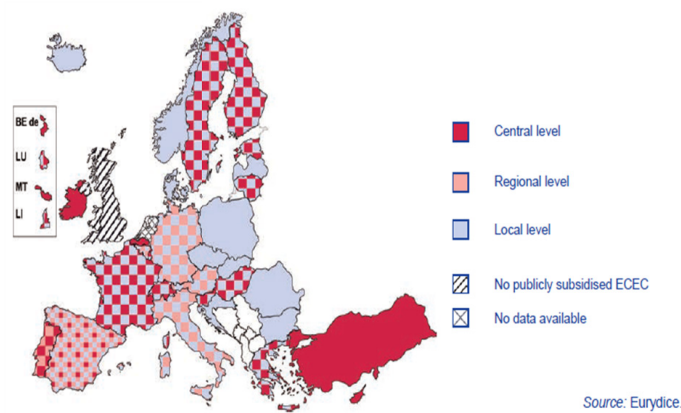 BE de
LU
MT
LI
Central level
Regional level
Local level
No publicly subsidised ECEC
No data available
Source: Eurydice.